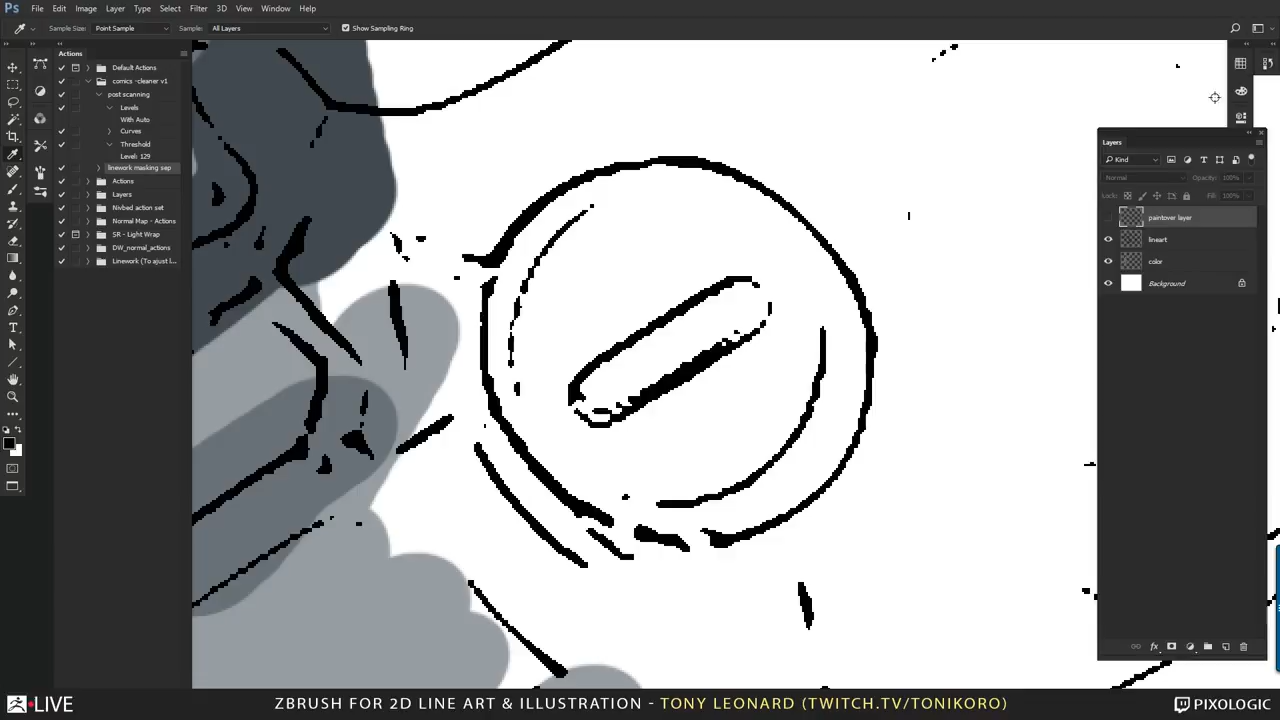 Ps File Edit Image Layer Type Select Filter 3D View Window Help
Sample Size: Point Sample Sample: All Layers Show Sampling Ring
Actions
Default Actions
comics -cleaner v1
post scanning
Levels
With Auto
Curves
Threshold
Level: 129
linework masking sep
Actions
Layers
Nivbed action set
Normal Map - Actions
SR - Light Wrap
DW_normal_actions
Linework (To ajust l...
Layers
Kind
Normal Opacity: 100%
Lock: Fill: 100%
paintover layer
lineart
color
Background
fx
LIVE ZBRUSH FOR 2D LINE ART & ILLUSTRATION - TONY LEONARD (TWITCH.TV/TONIKORO) PIXOLOGIC